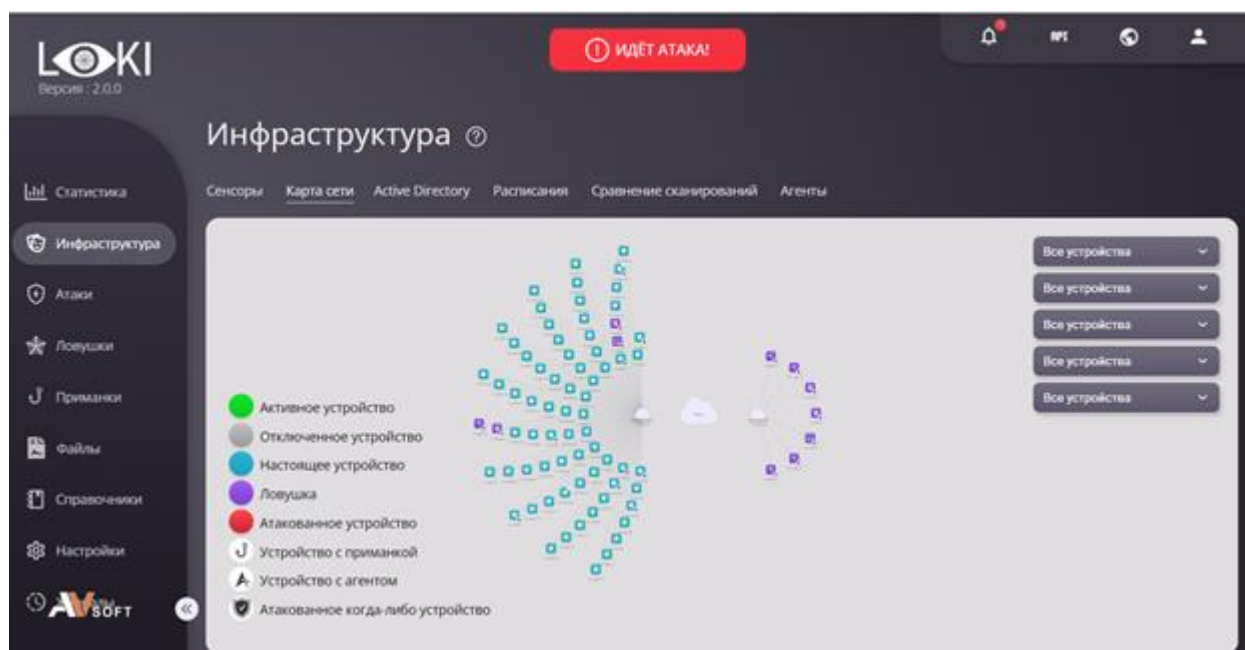 LOKI
Версия : 2.0.0
ИДЁТ АТАКА!
API
Инфраструктура
Сенсоры Карта сети Active Directory Расписания Сравнение сканирований Агенты
Статистика
Инфраструктура
Атаки
Ловушки
Приманки
Файлы
Справочники
Настройки
AVSOFT
Все устройства
Все устройства
Все устройства
Все устройства
Все устройства
Активное устройство
Отключенное устройство
Настоящее устройство
Ловушка
Атакованное устройство
Устройство с приманкой
Устройство с агентом
Атакованное когда-либо устройство